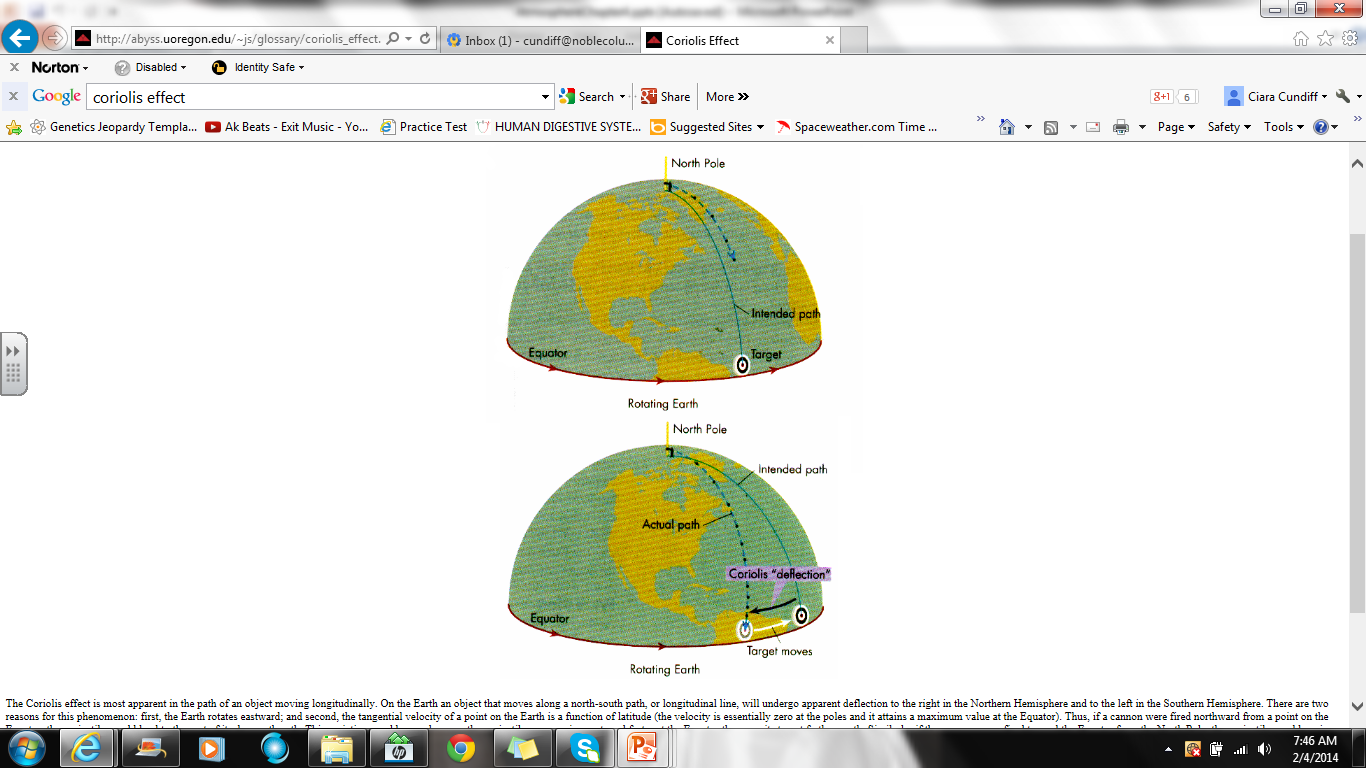 http://abyss.uoregon.edu/~js/glossary/coriolis_effect.
Inbox (1) - cundiff@noblecolu...
Coriolis Effect
Norton
Disabled
Identity Safe
Google
coriolis effect
Search
Share
More
g+1
6
Ciara Cundiff
Genetics Jeopardy Templa...
Ak Beats - Exit Music - Yo...
Practice Test
HUMAN DIGESTIVE SYSTE...
Suggested Sites
Spaceweather.com Time ...
Page
Safety
Tools
North Pole
Intended path
Equator
Target
Rotating Earth
North Pole
Intended path
Actual path
Coriolis "deflection"
Equator
Target moves
Rotating Earth
The Coriolis effect is most apparent in the path of an object moving longitudinally. On the Earth an object that moves along a north-south path, or longitudinal line, will undergo apparent deflection to the right in the Northern Hemisphere and to the left in the Southern Hemisphere. There are two
reasons for this phenomenon: first, the Earth rotates eastward; and second, the tangential velocity of a point on the Earth is a function of latitude (the velocity is essentially zero at the poles and it attains a maximum value at the Equator). Thus, if a cannon were fired northward from a point on the
7:46 AM
2/4/2014